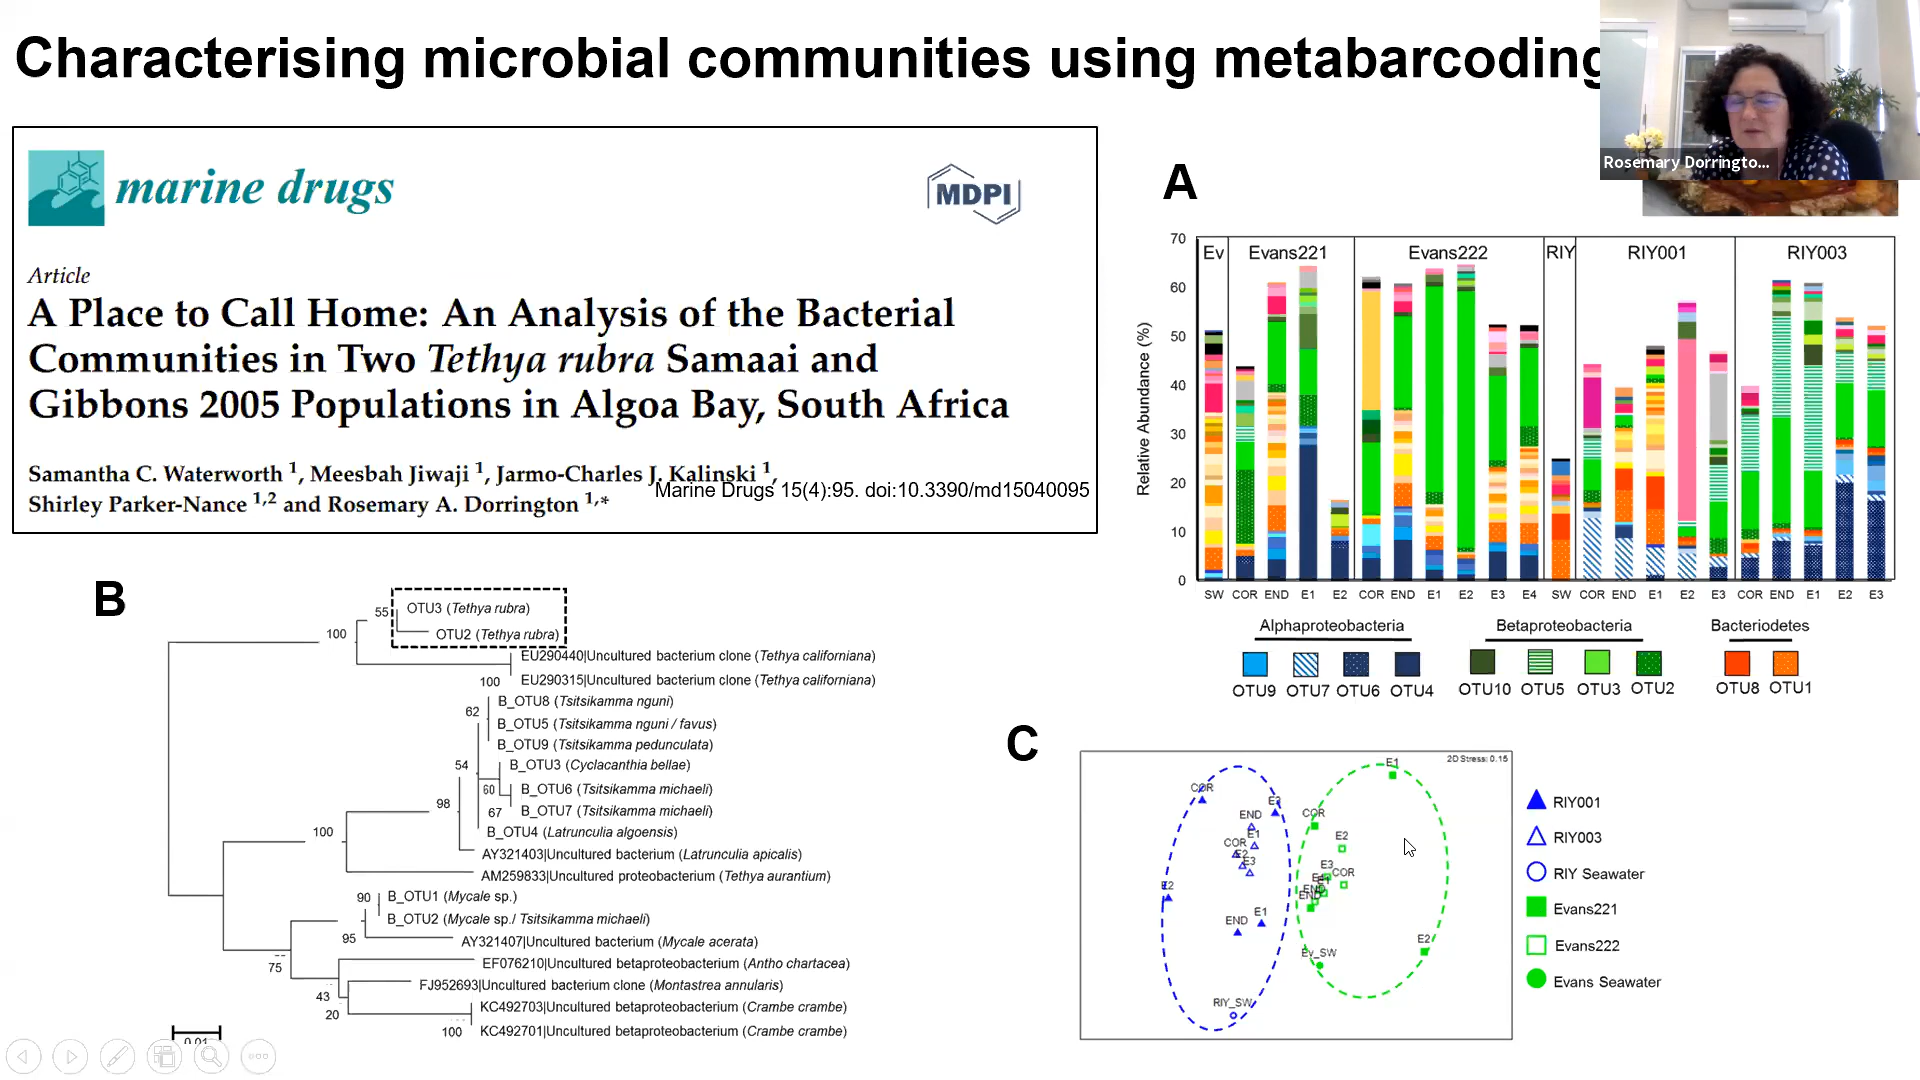 Characterising microbial communities using metabarcoding
Rosemary Dorringto...
marine drugs
MDPI
Article
A Place to Call Home: An Analysis of the Bacterial
Communities in Two Tethya rubra Samaai and
Gibbons 2005 Populations in Algoa Bay, South Africa
Samantha C. Waterworth 1, Meesbah Jiwaji 1, Jarmo-Charles J. Kalinski 1,
Shirley Parker-Nance 1,2 and Rosemary A. Dorrington 1,*
Marine Drugs 15(4):95. doi:10.3390/md15040095
A
Relative Abundance (%)
70
60
50
40
30
20
10
0
Ev Evans221 Evans222 RIY RIY001 RIY003
SW COR END E1 E2 COR END E1 E2 E3 E4 SW COR END E1 E2 E3 COR END E1 E2 E3
Alphaproteobacteria Betaproteobacteria Bacteriodetes
OTU9 OTU7 OTU6 OTU4 OTU10 OTU5 OTU3 OTU2 OTU8 OTU1
B
55 OTU3 (Tethya rubra)
100 OTU2 (Tethya rubra)
EU290440|Uncultured bacterium clone (Tethya californiana)
100 EU290315|Uncultured bacterium clone (Tethya californiana)
B_OTU8 (Tsitsikamma nguni)
62 B_OTU5 (Tsitsikamma nguni / favus)
B_OTU9 (Tsitsikamma pedunculata)
54 B_OTU3 (Cyclacanthia bellae)
60 B_OTU6 (Tsitsikamma michaeli)
98 67 B_OTU7 (Tsitsikamma michaeli)
100 B_OTU4 (Latrunculia algoensis)
AY321403|Uncultured bacterium (Latrunculia apicalis)
AM259833|Uncultured proteobacterium (Tethya aurantium)
90 B_OTU1 (Mycale sp.)
B_OTU2 (Mycale sp./ Tsitsikamma michaeli)
95 AY321407|Uncultured bacterium (Mycale acerata)
75 EF076210|Uncultured betaproteobacterium (Antho chartacea)
43 FJ952693|Uncultured bacterium clone (Montastrea annularis)
20 KC492703|Uncultured betaproteobacterium (Crambe crambe)
100 KC492701|Uncultured betaproteobacterium (Crambe crambe)
0.01
C
2D Stress: 0.15
E1
COR
E3
COR
END
E1
E2
COR
E2
E3
E3
COR
END
END
E2
END
E1
E2
Ev_SW
RIY_SW
RIY001
RIY003
RIY Seawater
Evans221
Evans222
Evans Seawater